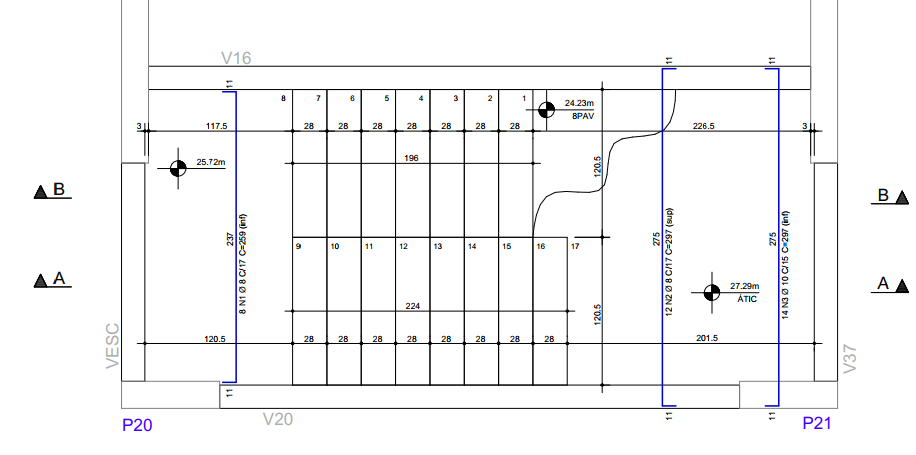 V16
11
11
11
8 7 6 5 4 3 2 1
24.23m
8PAV
3 117.5 28 28 28 28 28 28 28 226.5 3
196
120.5
25.72m
B
B
237
8 N1 Ø 8 C/17 C=259 (inf)
275
12 N2 Ø 8 C/17 C=297 (sup)
275
14 N3 Ø 10 C/15 C=297 (inf)
9 10 11 12 13 14 15 16 17
A
A
27.29m
ÁTIC
224
120.5
120.5 28 28 28 28 28 28 28 28 201.5
VESC
V37
11
11
11
P20
V20
P21